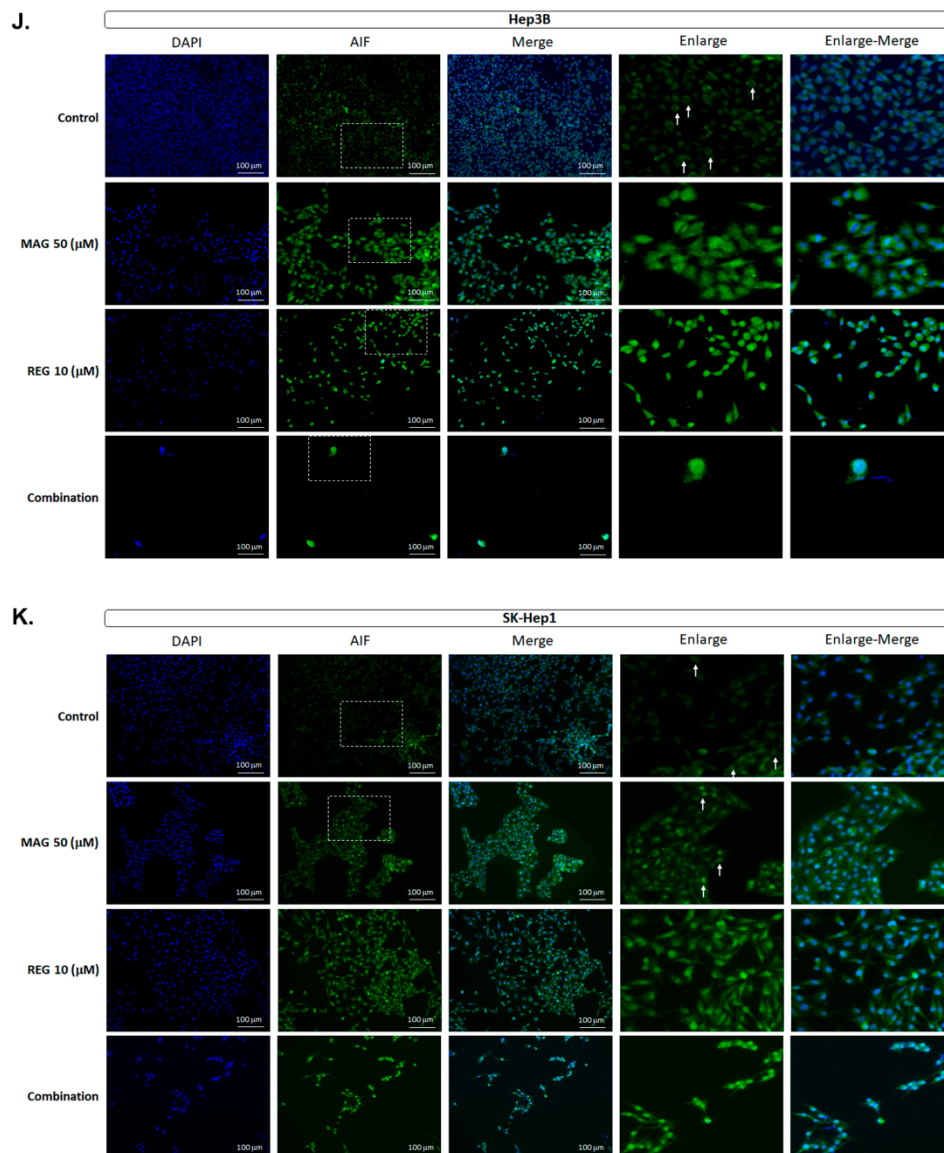 J.
Hep3B
DAPI AIF Merge Enlarge Enlarge-Merge
Control
100 μm 100 μm 100 μm
MAG 50 (μM)
100 μm 100 μm 100 μm
REG 10 (μM)
100 μm 100 μm 100 μm
Combination
100 μm 100 μm 100 μm
K.
SK-Hep1
DAPI AIF Merge Enlarge Enlarge-Merge
Control
100 μm 100 μm 100 μm
MAG 50 (μM)
100 μm 100 μm 100 μm
REG 10 (μM)
100 μm 100 μm 100 μm
Combination
100 μm 100 μm 100 μm